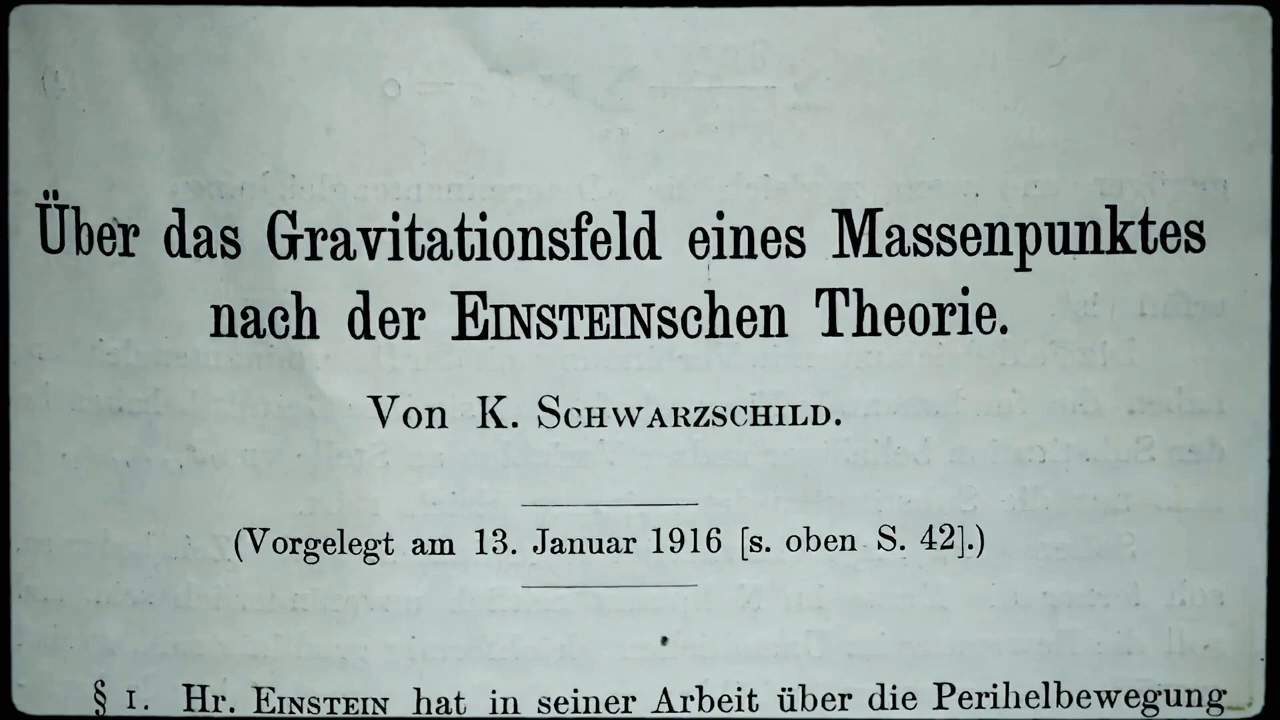 Über das Gravitationsfeld eines Massenpunktes
nach der EINSTEINschen Theorie.
Von K. SCHWARZSCHILD.
(Vorgelegt am 13. Januar 1916 [s. oben S. 42].)
§ 1. Hr. EINSTEIN hat in seiner Arbeit über die Perihelbewegung